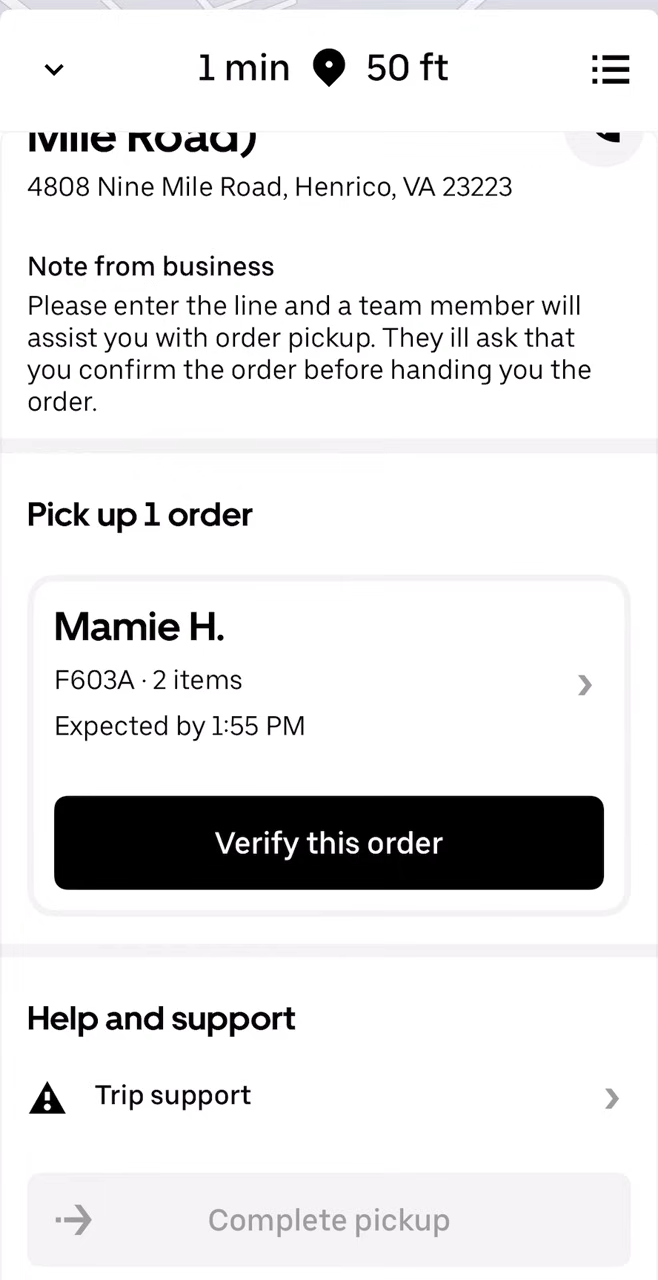 1 min 50 ft
Mile Road)
4808 Nine Mile Road, Henrico, VA 23223
Note from business
Please enter the line and a team member will
assist you with order pickup. They ill ask that
you confirm the order before handing you the
order.
Pick up 1 order
Mamie H.
F603A · 2 items
Expected by 1:55 PM
Verify this order
Help and support
Trip support
Complete pickup